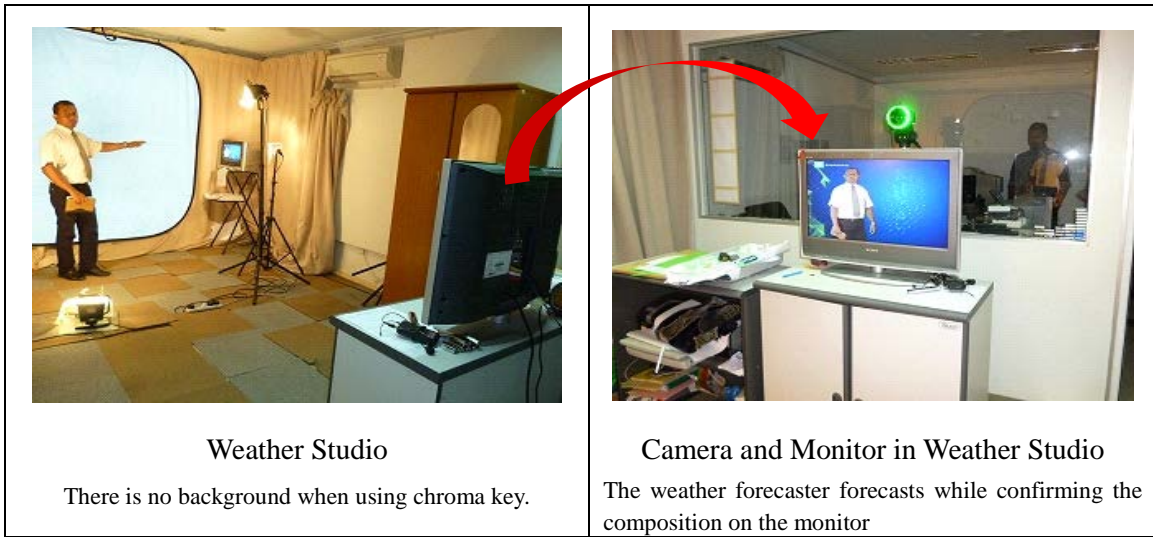 Weather Studio
There is no background when using chroma key.
Camera and Monitor in Weather Studio
The weather forecaster forecasts while confirming the
composition on the monitor